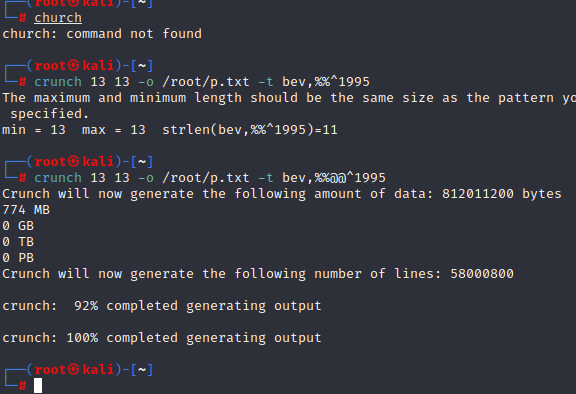 # church
church: command not found
(root㉿kali)-[~]
# crunch 13 13 -o /root/p.txt -t bev,%%^1995
The maximum and minimum length should be the same size as the pattern yo
specified.
min = 13 max = 13 strlen(bev,%%^1995)=11
(root㉿kali)-[~]
# crunch 13 13 -o /root/p.txt -t bev,%%@@^1995
Crunch will now generate the following amount of data: 812011200 bytes
774 MB
0 GB
0 TB
0 PB
Crunch will now generate the following number of lines: 58000800
crunch: 92% completed generating output
crunch: 100% completed generating output
(root㉿kali)-[~]
#